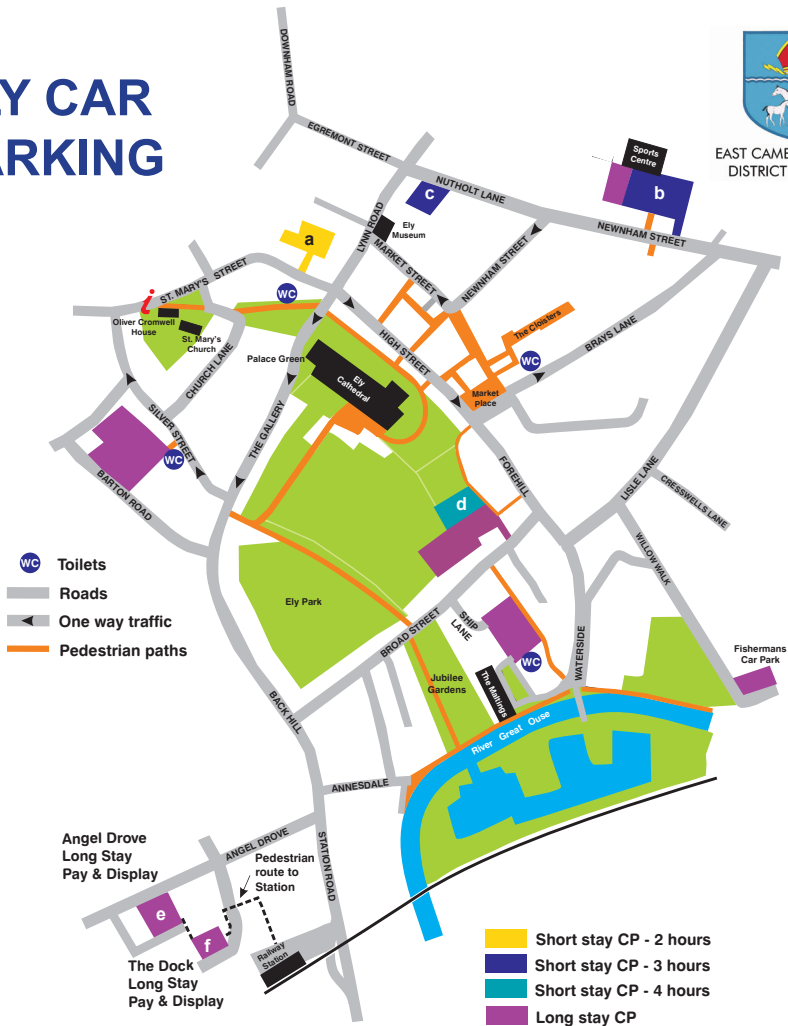 LY CAR
ARKING
EAST CAMB
DISTRICT
DOWNHAM ROAD
EGREMONT STREET
NUTHOLT LANE
NEWNHAM STREET
Sports
Centre
b
c
a
Ely
Museum
LYNN ROAD
MARKET STREET
NEWNHAM STREET
ST. MARY'S STREET
WC
i
Oliver Cromwell
House
St. Mary's
Church
CHURCH LANE
Palace Green
Ely
Cathedral
HIGH STREET
The Cloisters
WC
BRAYS LANE
Market
Place
SILVER STREET
THE GALLERY
WC
BARTON ROAD
FOREHILL
d
LISLE LANE
CRESSWELLS LANE
WILLOW WALK
WC Toilets
Roads
One way traffic
Pedestrian paths
Ely Park
BROAD STREET
SHIP
LANE
WC
WATERSIDE
Fishermans
Car Park
Jubilee
Gardens
The Maltings
River Great Ouse
BACK HILL
ANNESDALE
Angel Drove
Long Stay
Pay & Display
ANGEL DROVE
STATION ROAD
Pedestrian
route to
Station
e
f
Railway
Station
The Dock
Long Stay
Pay & Display
Short stay CP - 2 hours
Short stay CP - 3 hours
Short stay CP - 4 hours
Long stay CP